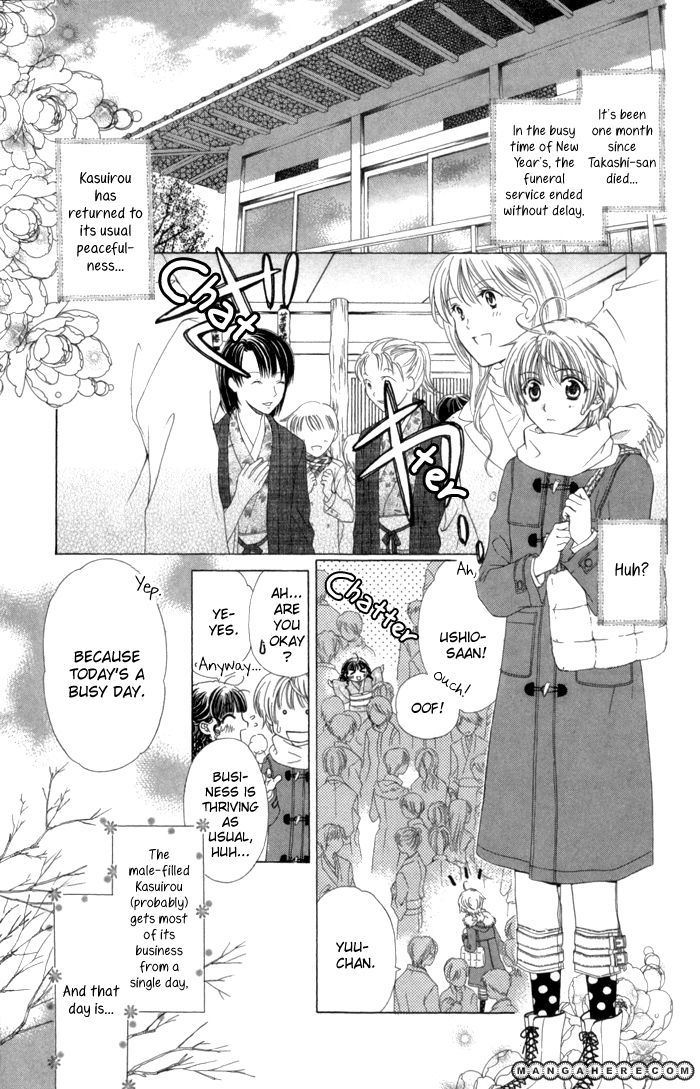 It's been
one month
since
Takashi-san
died...
In the busy
time of New
Year's, the
funeral
service ended
without delay.
Kasuirou
has
returned to
its usual
peaceful-
ness...
Chat
ter
Huh?
Ah,
USHIO-
SAAN!
Ouch!
OOF!
Chatter
YUU-
CHAN.
AH...
ARE
YOU
OKAY
?
YE-
YES.
Anyway...
BUSI-
NESS IS
THRIVING
AS
USUAL,
HUH...
Yep.
BECAUSE
TODAY'S A
BUSY DAY.
The
male-filled
Kasuirou
(probably)
gets most
of its
business
from a
single day,
And that
day is...
MANGAHERE.COM